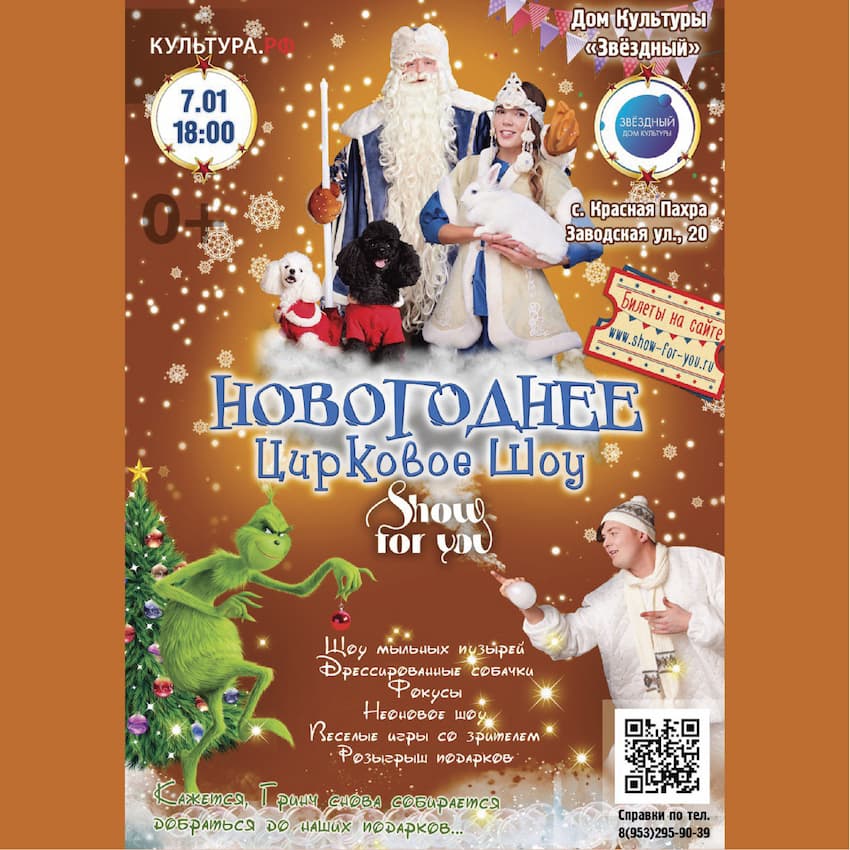 КУЛЬТУРА.РФ
Дом Культуры
«Звёздный»
7.01
18:00
ЗВЁЗДНЫЙ
ДОМ КУЛЬТУРЫ
0+
с. Красная Пахра
Заводская ул., 20
Билеты на сайте
www.show-for-you.ru
НОВОГОДНЕЕ
Цирковое Шоу
Show
for you
Шоу мыльных пузырей
Дрессированные собачки
Фокусы
Неоновое шоу
Веселые игры со зрителем
Розыгрыш подарков
Кажется, Гринч снова собирается
добраться до наших подарков...
Справки по тел.
8(953)295-90-39